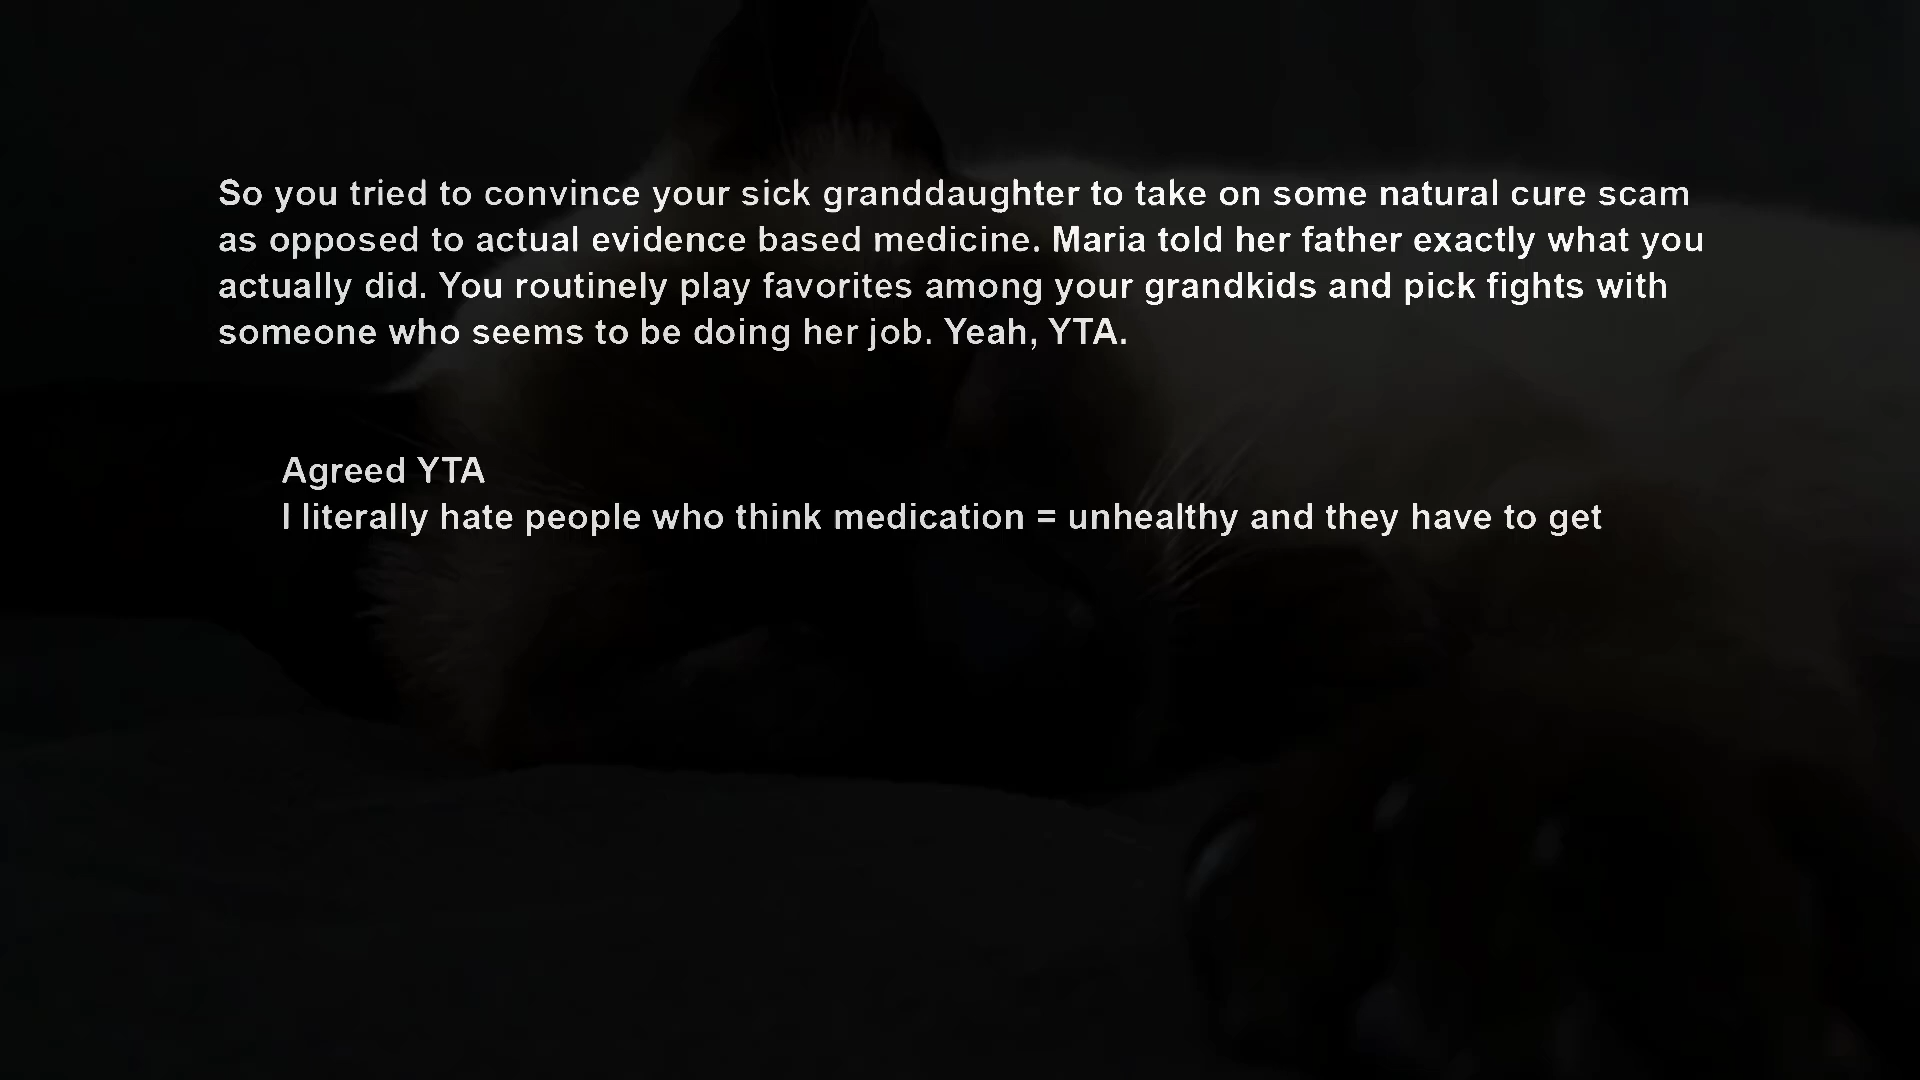 So you tried to convince your sick granddaughter to take on some natural cure scam
as opposed to actual evidence based medicine. Maria told her father exactly what you
actually did. You routinely play favorites among your grandkids and pick fights with
someone who seems to be doing her job. Yeah, YTA.
Agreed YTA
I literally hate people who think medication = unhealthy and they have to get